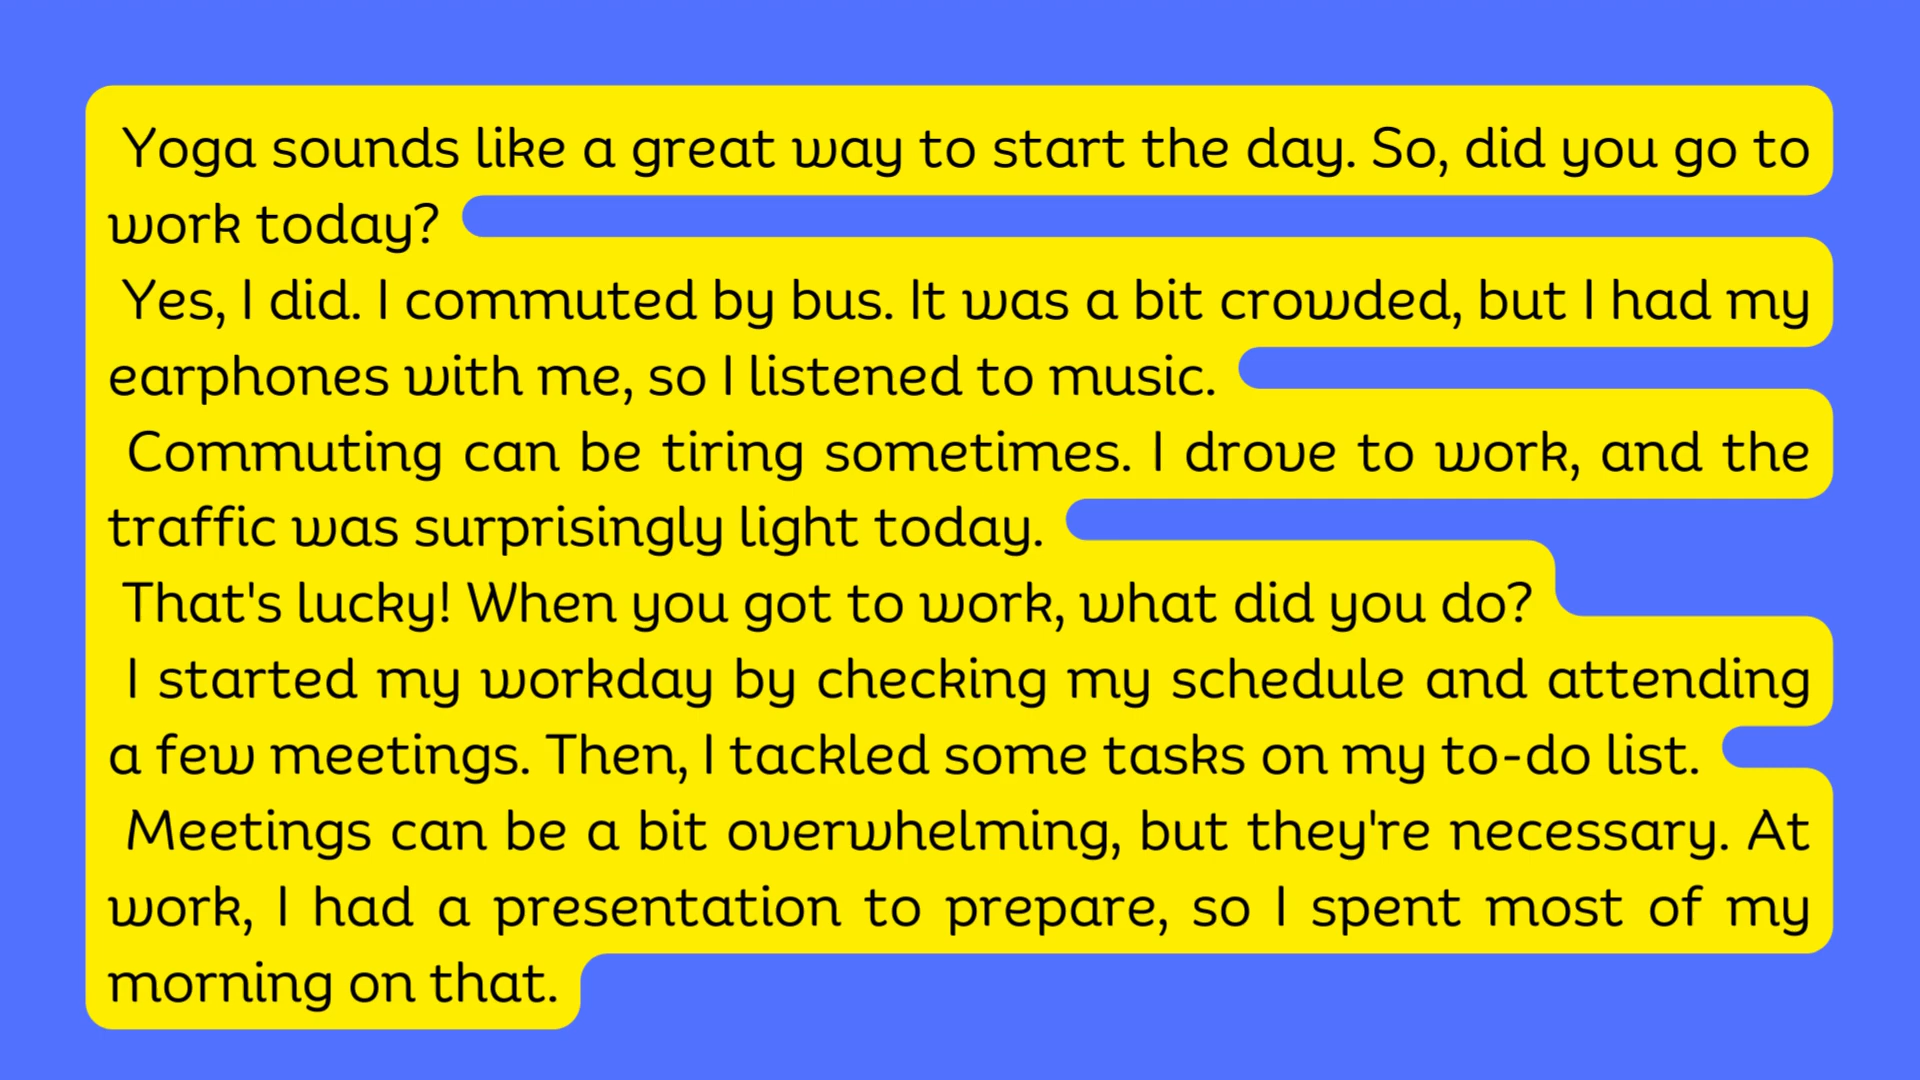 Yoga sounds like a great way to start the day. So, did you go to
work today?
Yes, I did. I commuted by bus. It was a bit crowded, but I had my
earphones with me, so I listened to music.
Commuting can be tiring sometimes. I drove to work, and the
traffic was surprisingly light today.
That's lucky! When you got to work, what did you do?
I started my workday by checking my schedule and attending
a few meetings. Then, I tackled some tasks on my to-do list.
Meetings can be a bit overwhelming, but they're necessary. At
work, I had a presentation to prepare, so I spent most of my
morning on that.